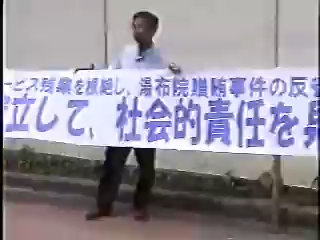 ービス残業を根絶し、湯布院贈賄事件の反省
立して、社会的責任を果